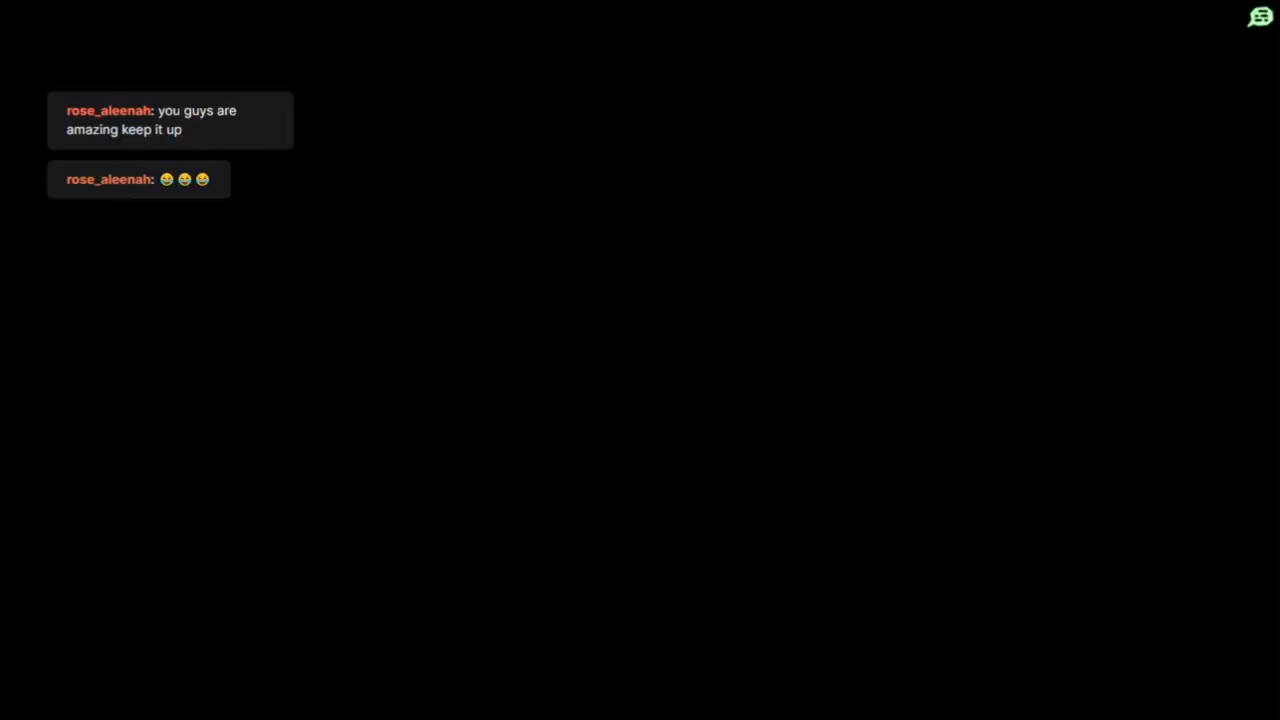 rose_aleenah: you guys are
amazing keep it up
rose_aleenah: 😂 😂 😂